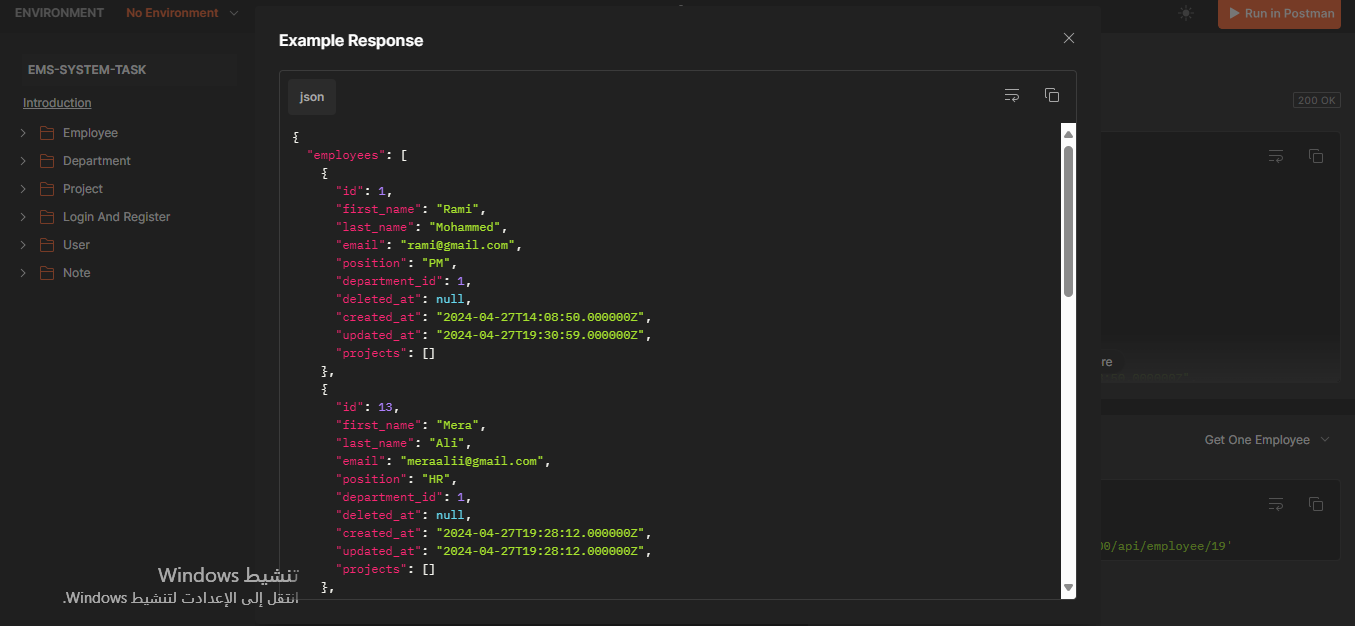 ENVIRONMENT No Environment
Run in Postman
EMS-SYSTEM-TASK
Introduction
Employee
Department
Project
Login And Register
User
Note
Example Response
json
{
"employees": [
{
"id": 1,
"first_name": "Rami",
"last_name": "Mohammed",
"email": "rami@gmail.com",
"position": "PM",
"department_id": 1,
"deleted_at": null,
"created_at": "2024-04-27T14:08:50.000000Z",
"updated_at": "2024-04-27T19:30:59.000000Z",
"projects": []
},
{
"id": 13,
"first_name": "Mera",
"last_name": "Ali",
"email": "meraalii@gmail.com",
"position": "HR",
"department_id": 1,
"deleted_at": null,
"created_at": "2024-04-27T19:28:12.000000Z",
"updated_at": "2024-04-27T19:28:12.000000Z",
"projects": []
},
200 OK
re
Get One Employee
00/api/employee/19'
تنشيط Windows
انتقل إلى الإعدادت لتنشيط Windows.